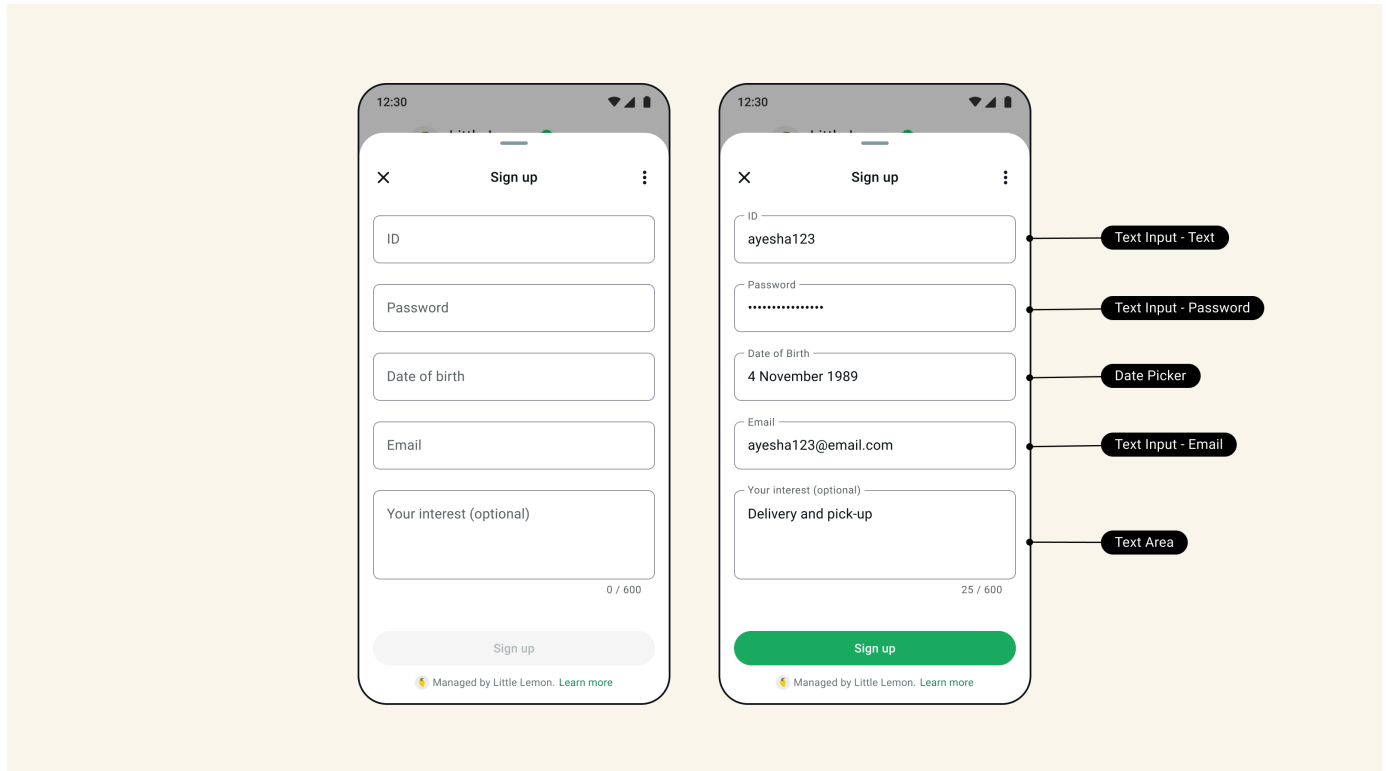 12:30
Sign up
ID
Password
Date of birth
Email
Your interest (optional)
0 / 600
Sign up
Managed by Little Lemon. Learn more
12:30
Sign up
ID
ayesha123
Password
••••••••••••••••
Date of Birth
4 November 1989
Email
ayesha123@email.com
Your interest (optional)
Delivery and pick-up
25 / 600
Sign up
Managed by Little Lemon. Learn more
Text Input - Text
Text Input - Password
Date Picker
Text Input - Email
Text Area